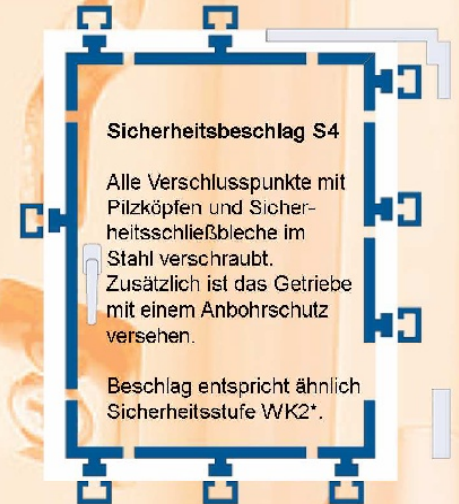 Sicherheitsbeschlag S4
Alle Verschlusspunkte mit
Pilzköpfen und Sicher-
heitsschließbleche im
Stahl verschraubt.
Zusätzlich ist das Getriebe
mit einem Anbohrschutz
versehen.
Beschlag entspricht ähnlich
Sicherheitsstufe WK2*.